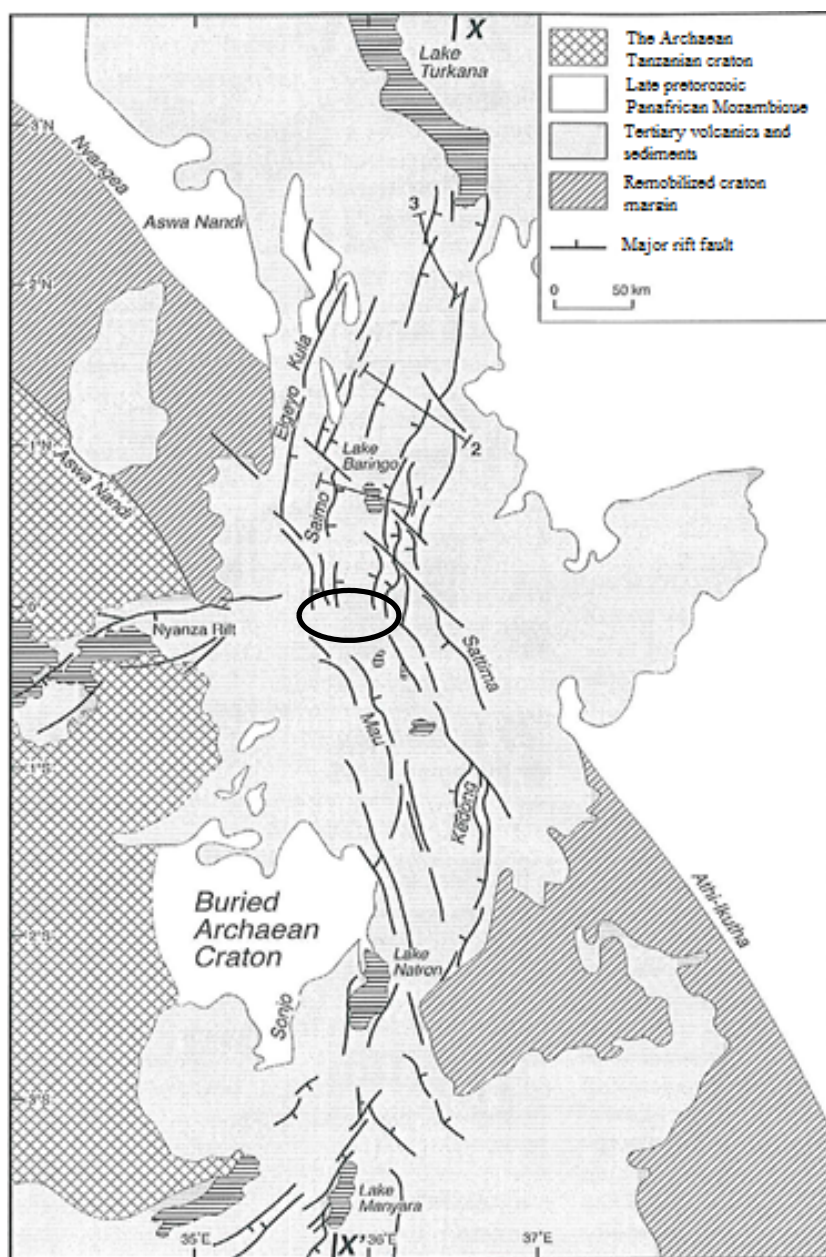 X
Lake
Turkana
The Archaean
Tanzanian craton
Late pretorozoic
Panafrican Mozambique
Tertiary volcanics and
sediments
Remobilized craton
margin
Major rift fault
0 50 km
3°N
Nyangea
Aswa Nandi
3
2°N
Kula
Elgeyo
1°N
Aswa Nandi
Lake
Baringo
2
1
Saimo
0°
Nyanza Rift
Sattima
Mau
1°S
Kedong
Buried
Archaean
Craton
Athi-Ikutha
2°S
Lake
Natron
Sonjo
3°S
Lake
Manyara
35°E
X'
36°E
37°E